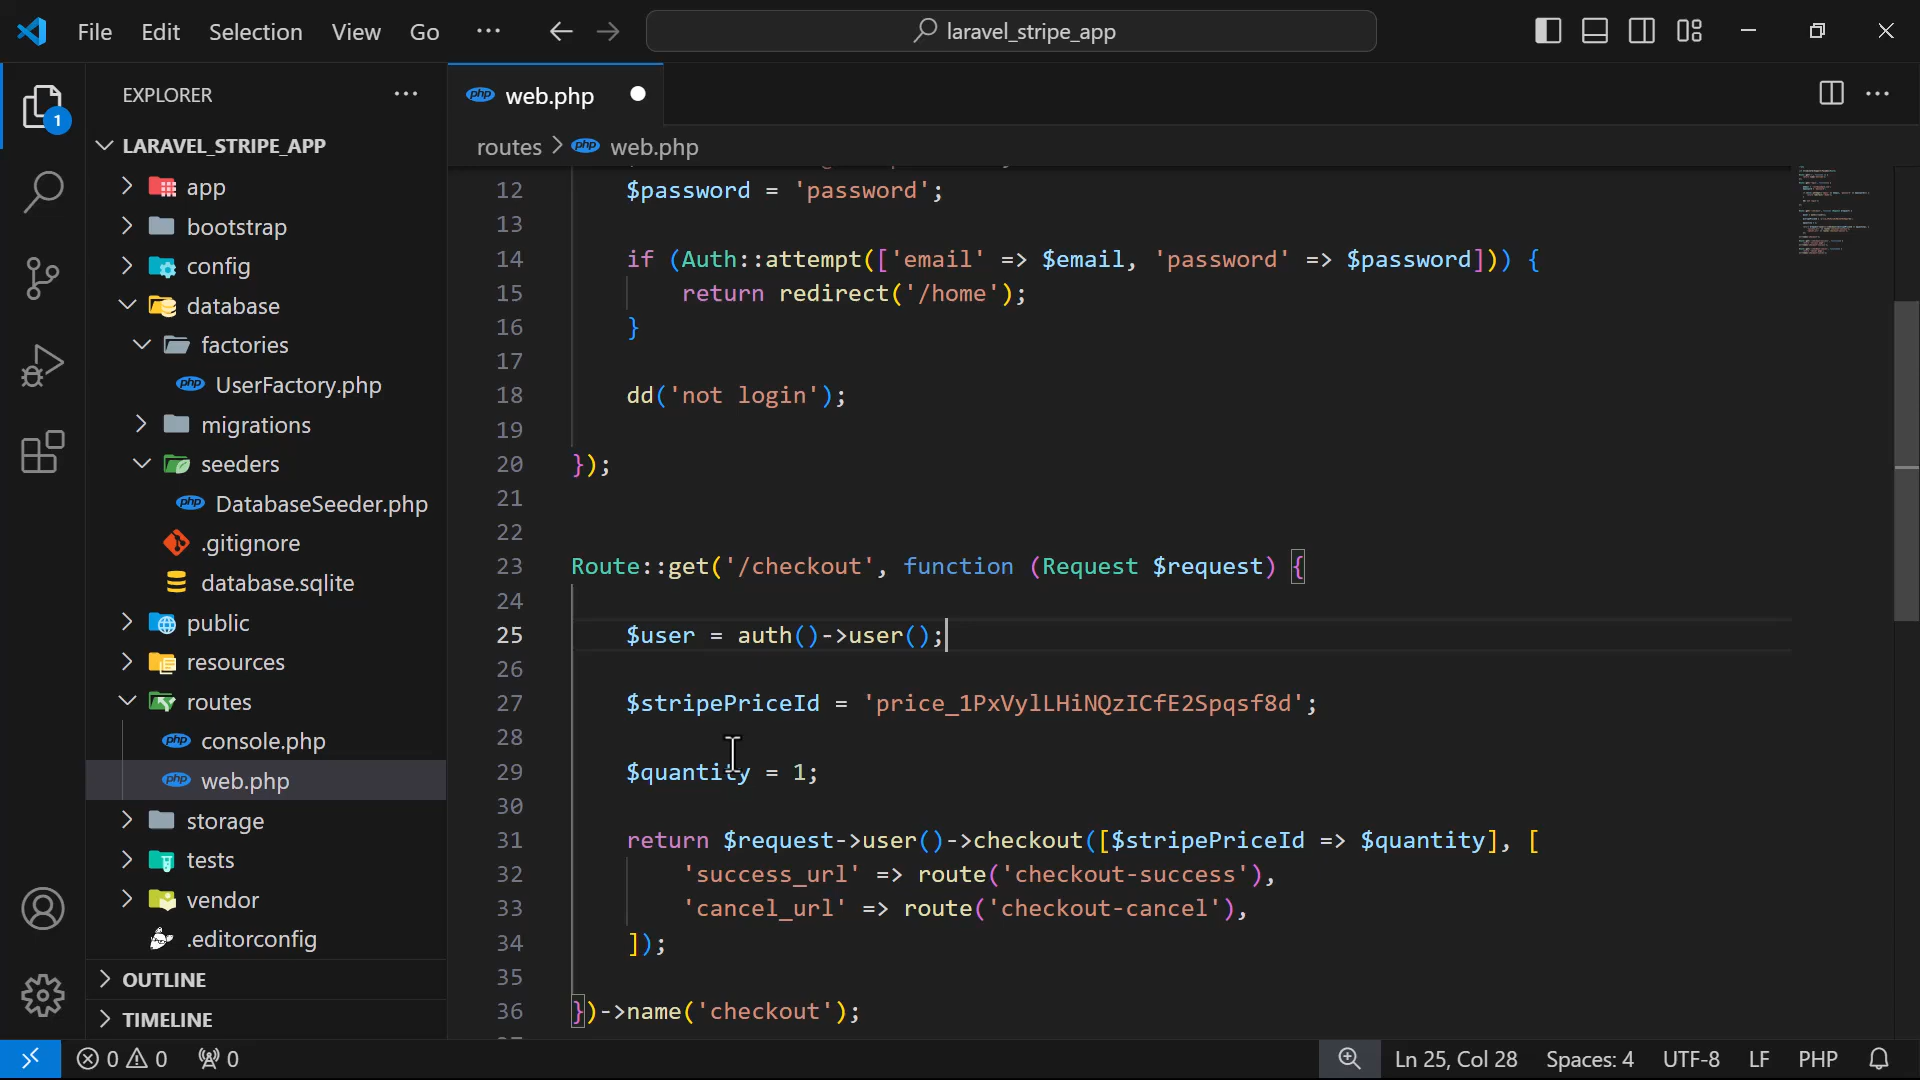 File Edit Selection View Go ··· laravel_stripe_app
EXPLORER ···
LARAVEL_STRIPE_APP
app
bootstrap
config
database
factories
UserFactory.php
migrations
seeders
DatabaseSeeder.php
.gitignore
database.sqlite
public
resources
routes
console.php
web.php
storage
tests
vendor
.editorconfig
OUTLINE
TIMELINE
1
php web.php
routes > php web.php
12 $password = 'password';
13
14 if (Auth::attempt(['email' => $email, 'password' => $password])) {
15 return redirect('/home');
16 }
17
18 dd('not login');
19
20 });
21
22
23 Route::get('/checkout', function (Request $request) {
24
25 $user = auth()->user();
26
27 $stripePriceId = 'price_1PxVylLHiNQzICfE2Spqsf8d';
28
29 $quantity = 1;
30
31 return $request->user()->checkout([$stripePriceId => $quantity], [
32 'success_url' => route('checkout-success'),
33 'cancel_url' => route('checkout-cancel'),
34 ]);
35
36 })->name('checkout');
0 0 0 Ln 25, Col 28 Spaces: 4 UTF-8 LF PHP